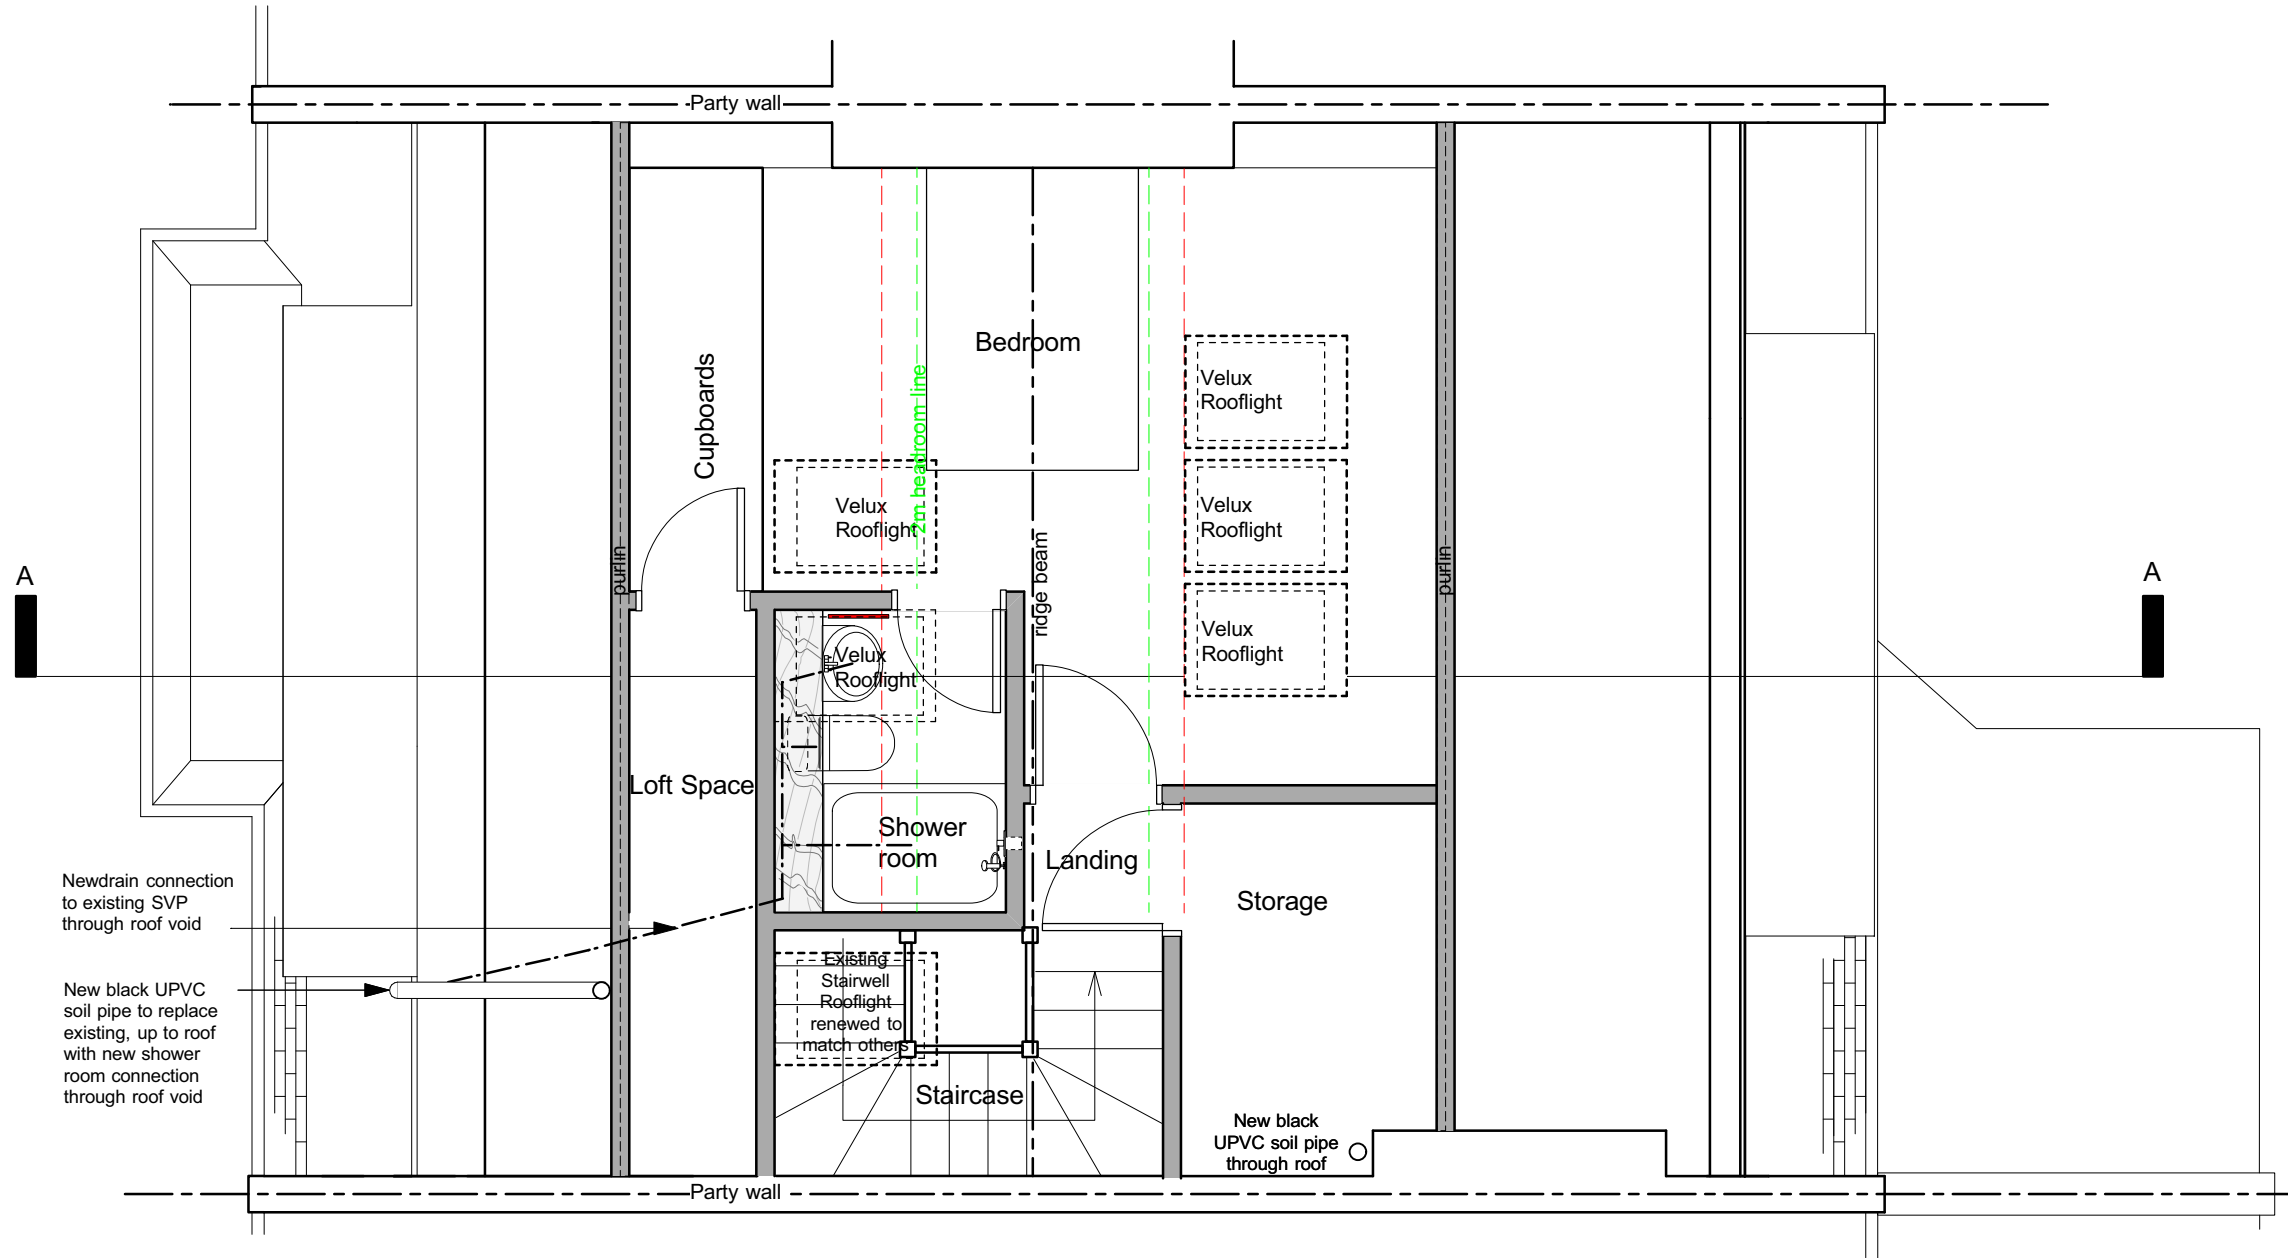 Party wall
Bedroom
Cupboards
2m headroom line
Velux
Rooflight
Velux
Rooflight
Velux
Rooflight
Velux
Rooflight
purlin
ridge beam
purlin
A
A
Velux
Rooflight
Loft Space
Shower
room
Landing
Storage
Newdrain connection
to existing SVP
through roof void
New black UPVC
soil pipe to replace
existing, up to roof
with new shower
room connection
through roof void
Existing
Stairwell
Rooflight
renewed to
match others
Staircase
New black
UPVC soil pipe
through roof
Party wall